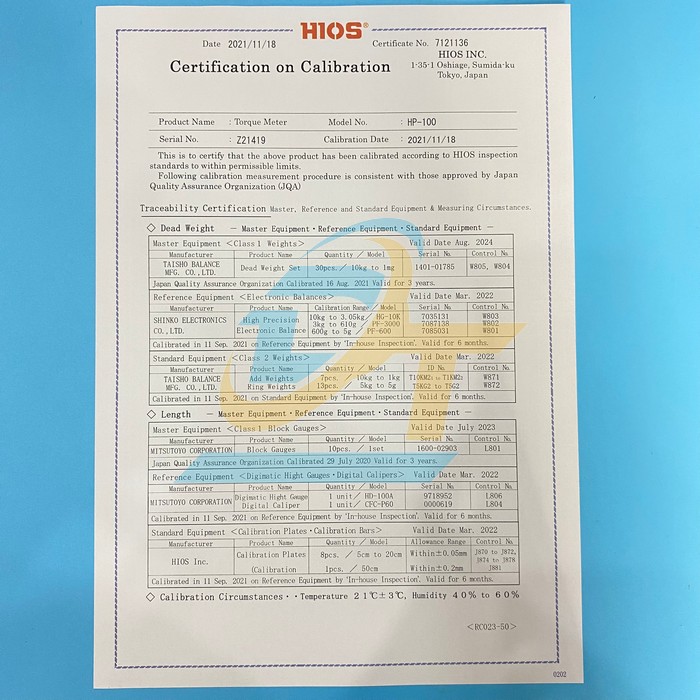 HIOS®
Date 2021/11/18 Certificate No. 7121136
HIOS INC.
Certification on Calibration 1-35-1 Oshiage, Sumida-ku
Tokyo, Japan
Product Name : Torque Meter Model No. : HP-100
Serial No. : Z21419 Calibration Date : 2021/11/18
This is to certify that the above product has been calibrated according to HIOS inspection
standards to within permissible limits.
Following calibration measurement procedure is consistent with those approved by Japan
Quality Assurance Organization (JQA)
Traceability Certification Master, Reference and Standard Equipment & Measuring Circumstances.
◇ Dead Weight － Master Equipment・Reference Equipment・Standard Equipment －
Master Equipment <Class1 Weights> Valid Date Aug. 2024
Manufacturer Product Name Quantity / Model Serial № Control №
TAISHO BALANCE MFG. CO., LTD. Dead Weight Set 30pcs. / 10kg to 1mg 1401-01785 W805, W804
Japan Quality Assurance Organization Calibrated 16 Aug. 2021 Valid for 3 years.
Reference Equipment <Electronic Balances> Valid Date Mar. 2022
Manufacturer Product Name Calibration Range / Model Serial № Control №
SHINKO ELECTRONICS High Precision 10kg to 3.05kg / HG-10K 7035131 W803
3kg to 610g / PF-3000 7087138 W802
CO., LTD. Electronic Balance 600g to 5g / PF-600 7085031 W801
Calibrated in 11 Sep. 2021 on Reference Equipment by 'In-house Inspection'. Valid for 6 months.
Standard Equipment <Class2 Weights> Valid Date Mar. 2022
Manufacturer Product Name Quantity / Model ID № Control №
TAISHO BALANCE Add Weights 7pcs. / 10kg to 1kg T10KM2₂ to T1KM2₂ W871
MFG. CO., LTD. Ring Weights 13pcs. / 5kg to 5g T5KG2 to T5G2 W872
Calibrated in 11 Sep. 2021 on Standard Equipment by 'In-house Inspection'. Valid for 6 months.
◇ Length － Master Equipment・Reference Equipment・Standard Equipment －
Master Equipment <Class1 Block Gauges> Valid Date July 2023
Manufacturer Product Name Quantity / Model Serial № Control №
MITSUTOYO CORPORATION Block Gauges 10pcs. / 1set 1600-02903 L801
Japan Quality Assurance Organization Calibrated 29 July 2020 Valid for 3 years.
Reference Equipment <Digimatic Hight Gauges・Digital Calipers> Valid Date Mar. 2022
Manufacturer Product Name Quantity / Model Serial № Control №
MITSUTOYO CORPORATION Digimatic Hight Gauge 1 unit/ HD-100A 9718952 L806
Digital Caliper 1 unit/ CFC-P60 0000619 L804
Calibrated in 11 Sep. 2021 on Reference Equipment by 'In-house Inspection'. Valid for 6 months.
Standard Equipment <Calibration Plates・Calibration Bars> Valid Date Mar. 2022
Manufacturer Product Name Quantity / Model Allowance Range Control №
HIOS Inc. Calibration Plates 8pcs. / 5cm to 20cm Within±0.05mm J870 to J872, J874 to J878
(Calibration 1pcs. / 50cm Within±0.2mm J881
Calibrated in 11 Sep. 2021 on Reference Equipment by 'In-house Inspection'. Valid for 6 months.
◇ Calibration Circumstances・・Temperature 21℃±3℃, Humidity 40% to 60%
<RC023-50>
0202